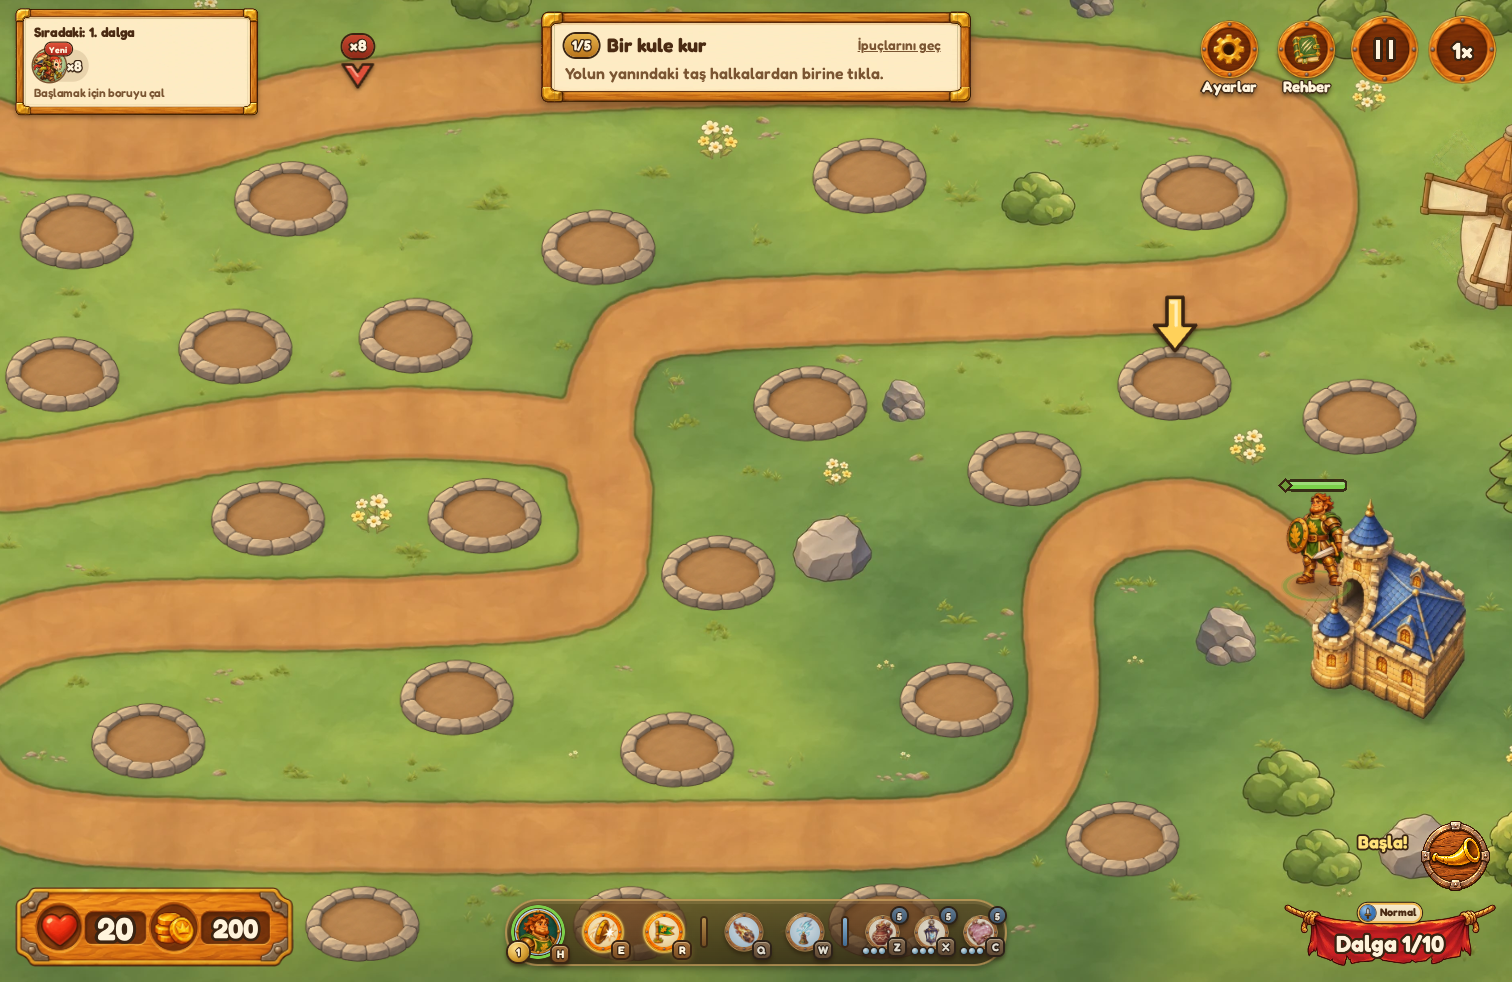 Sıradaki: 1. dalga
Yeni
x8
Başlamak için boruyu çal
x8
1/5 Bir kule kur İpuçlarını geç
Yolun yanındaki taş halkalardan birine tıkla.
Ayarlar
Rehber
1x
Başla!
20
200
1
H
E
R
Q
W
5
Z
5
X
5
C
Normal
Dalga 1/10